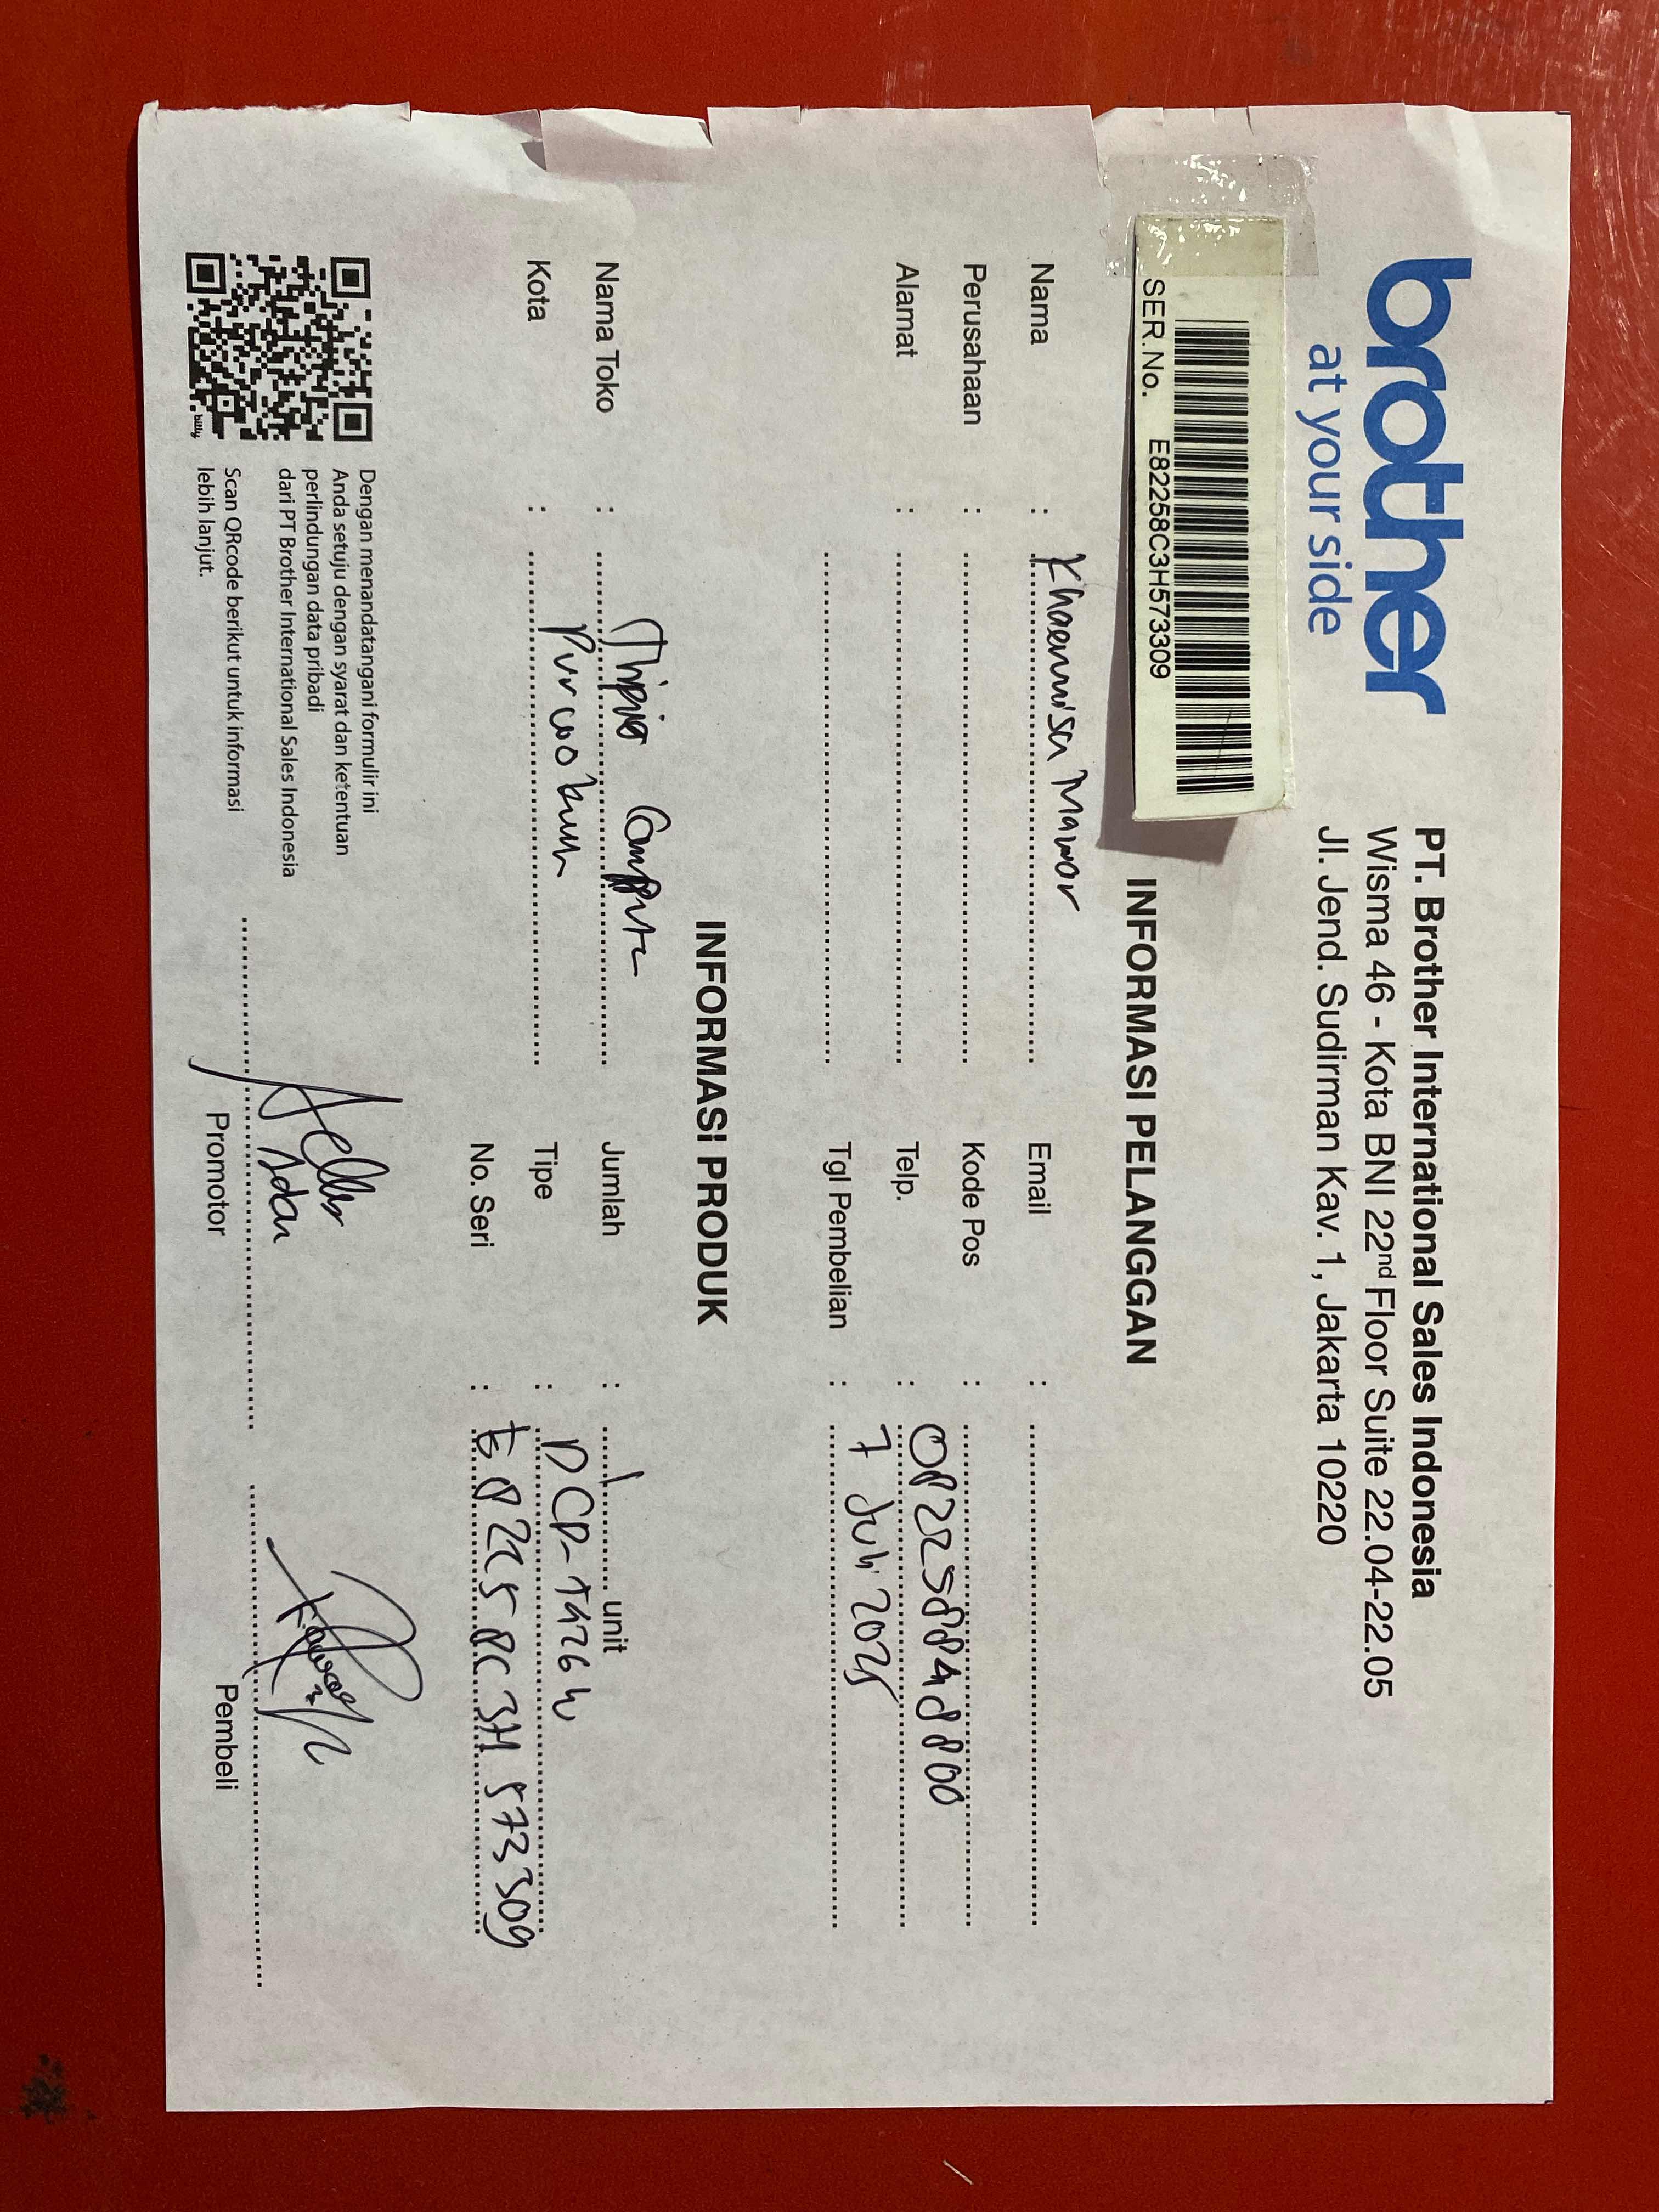 brother
at your side
PT. Brother International Sales Indonesia
Wisma 46 - Kota BNI 22nd Floor Suite 22.04-22.05
Jl. Jend. Sudirman Kav. 1, Jakarta 10220
SER.No. E82258C3H573309
INFORMASI PELANGGAN
Nama : Khaennisa Mawar
Email :
Perusahaan :
Kode Pos :
Alamat :
Telp. : 082258848800
Tgl Pembelian : 7 Juli 2025
INFORMASI PRODUK
Nama Toko : Computer
Jumlah : 1 unit
Kota :
Tipe : DCP-T426W
No. Seri : E82258C3H573309
bitly
Dengan menandatangani formulir ini
Anda setuju dengan syarat dan ketentuan
perlindungan data pribadi
dari PT Brother International Sales Indonesia
Scan QRcode berikut untuk informasi
lebih lanjut.
Promotor
Pembeli